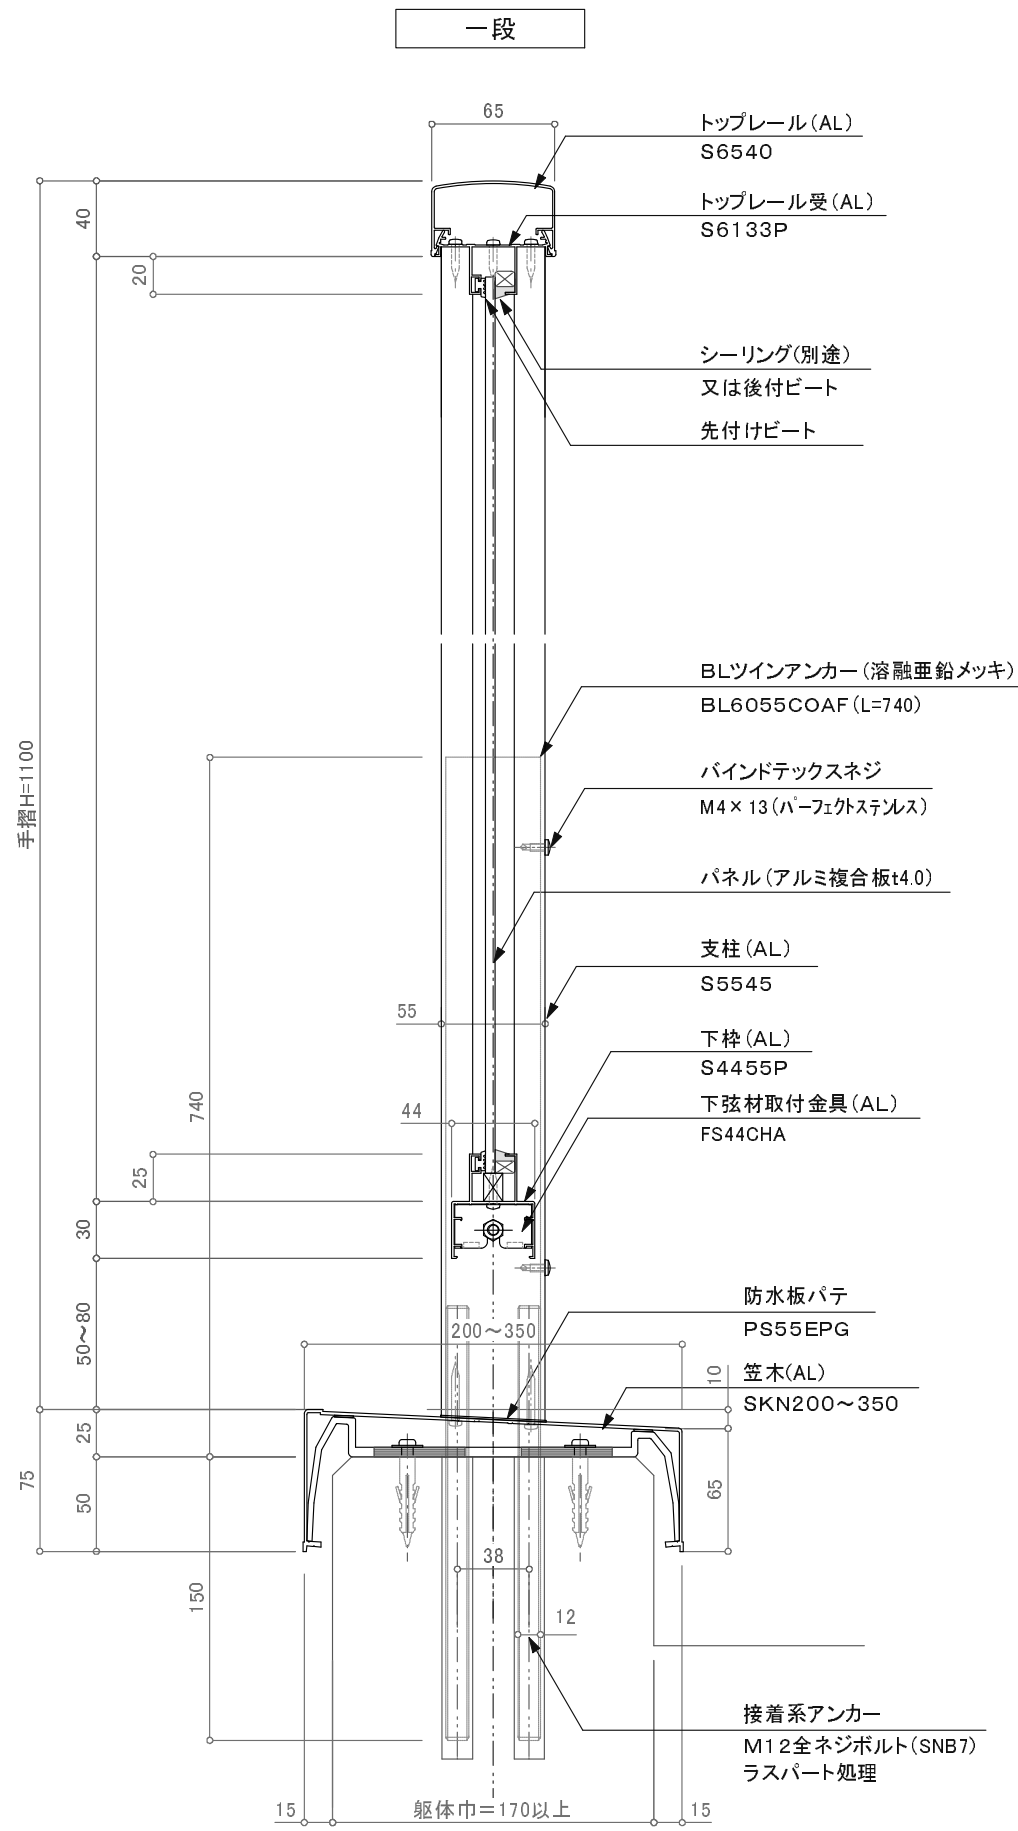 一段
65
トップレール(AL)
S6540
40
トップレール受(AL)
S6133P
20
シーリング(別途)
又は後付ビート
先付けビート
手摺H=1100
BLツインアンカー(溶融亜鉛メッキ)
BL6055COAF(L=740)
バインドテックスネジ
M4×13(パーフェクトステンレス)
パネル(アルミ複合板t4.0)
支柱(AL)
S5545
55
下枠(AL)
S4455P
740
44
下弦材取付金具(AL)
FS44CHA
25
30
防水板パテ
PS55EPG
50～80
200～350
10
笠木(AL)
SKN200～350
25
75
50
65
38
150
12
接着系アンカー
M12全ネジボルト(SNB7)
ラスパート処理
15
躯体巾＝170以上
15